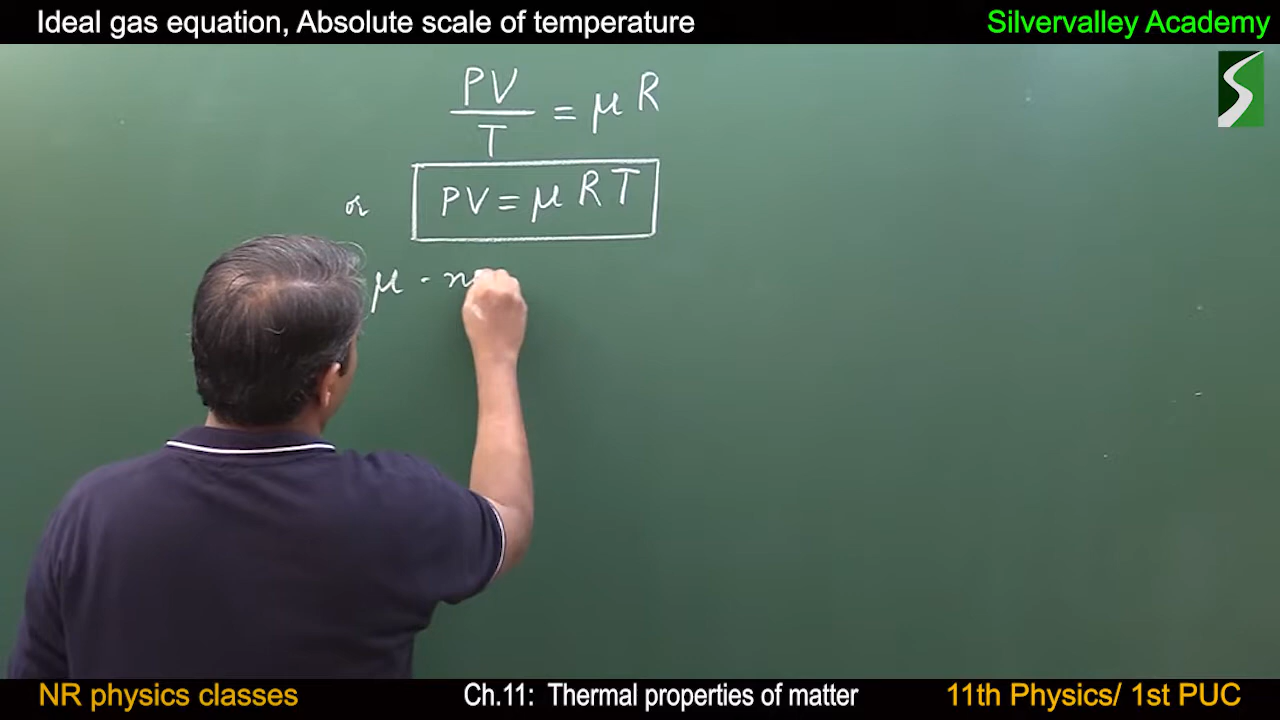 Ideal gas equation, Absolute scale of temperature
Silvervalley Academy
PV/T = μR
or PV = μRT
μ -
NR physics classes
Ch.11: Thermal properties of matter
11th Physics/ 1st PUC